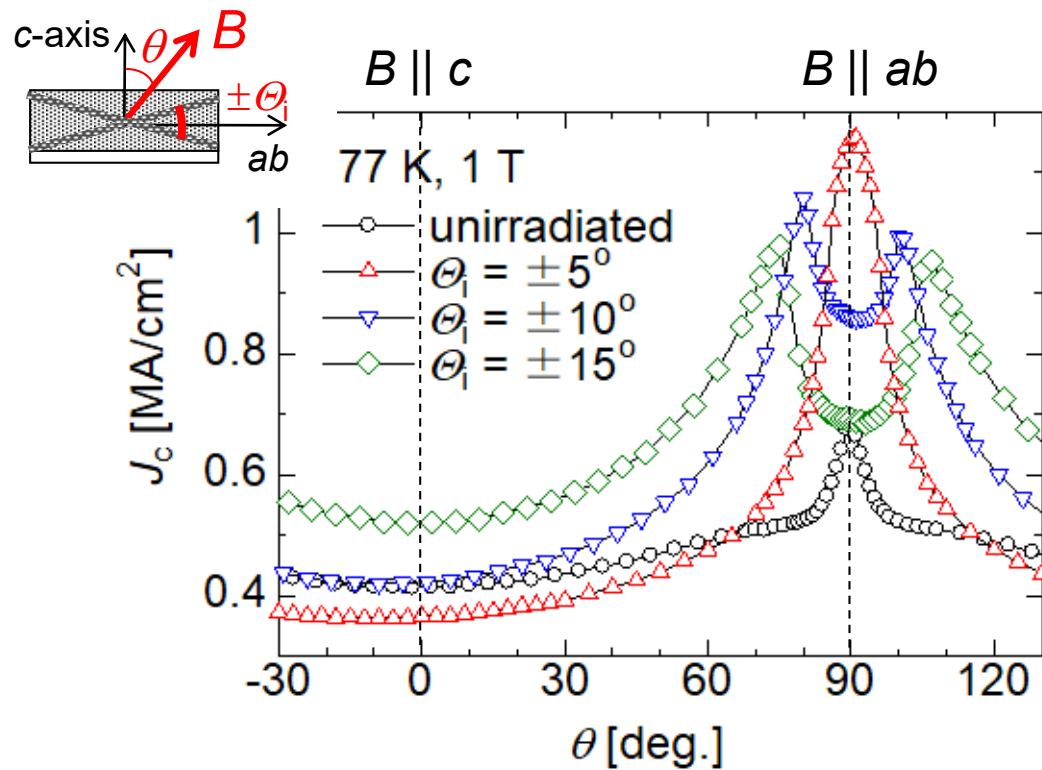 c-axis
θ
B
±Θi
ab
B || c
B || ab
77 K, 1 T
unirradiated
Θi = ±5°
Θi = ±10°
Θi = ±15°
Jc [MA/cm²]
1
0.8
0.6
0.4
-30 0 30 60 90 120
θ [deg.]